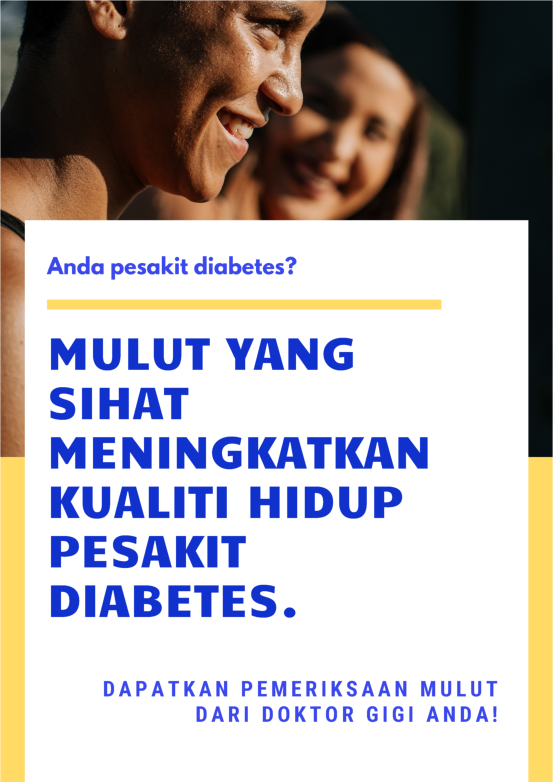 Anda pesakit diabetes?
MULUT YANG
SIHAT
MENINGKATKAN
KUALITI HIDUP
PESAKIT
DIABETES.
DAPATKAN PEMERIKSAAN MULUT
DARI DOKTOR GIGI ANDA!